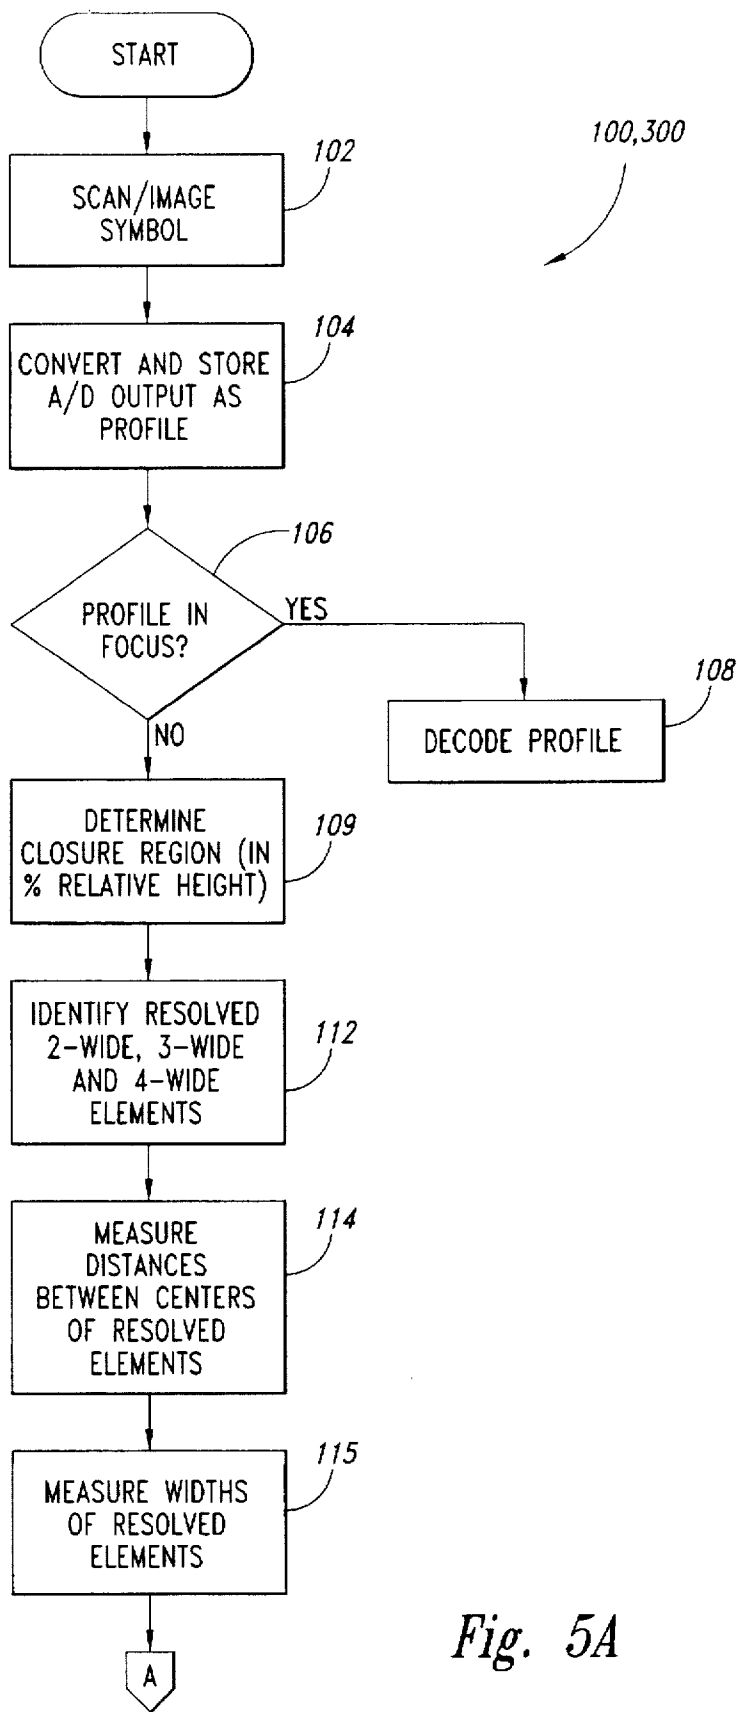 START
100,300
102
SCAN/IMAGE
SYMBOL
104
CONVERT AND STORE
A/D OUTPUT AS
PROFILE
106
PROFILE IN
FOCUS?
YES
NO
108
DECODE PROFILE
109
DETERMINE
CLOSURE REGION (IN
% RELATIVE HEIGHT)
112
IDENTIFY RESOLVED
2-WIDE, 3-WIDE
AND 4-WIDE
ELEMENTS
114
MEASURE
DISTANCES
BETWEEN CENTERS
OF RESOLVED
ELEMENTS
115
MEASURE WIDTHS
OF RESOLVED
ELEMENTS
A
Fig. 5A